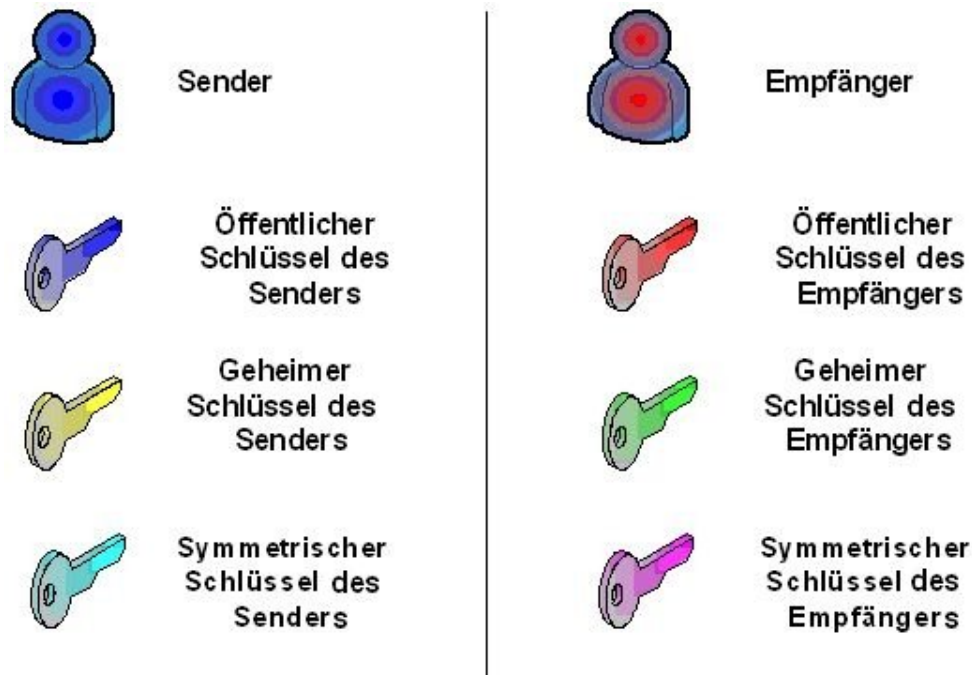 Sender
Öffentlicher
Schlüssel des
Senders
Geheimer
Schlüssel des
Senders
Symmetrischer
Schlüssel des
Senders
Empfänger
Öffentlicher
Schlüssel des
Empfängers
Geheimer
Schlüssel des
Empfängers
Symmetrischer
Schlüssel des
Empfängers